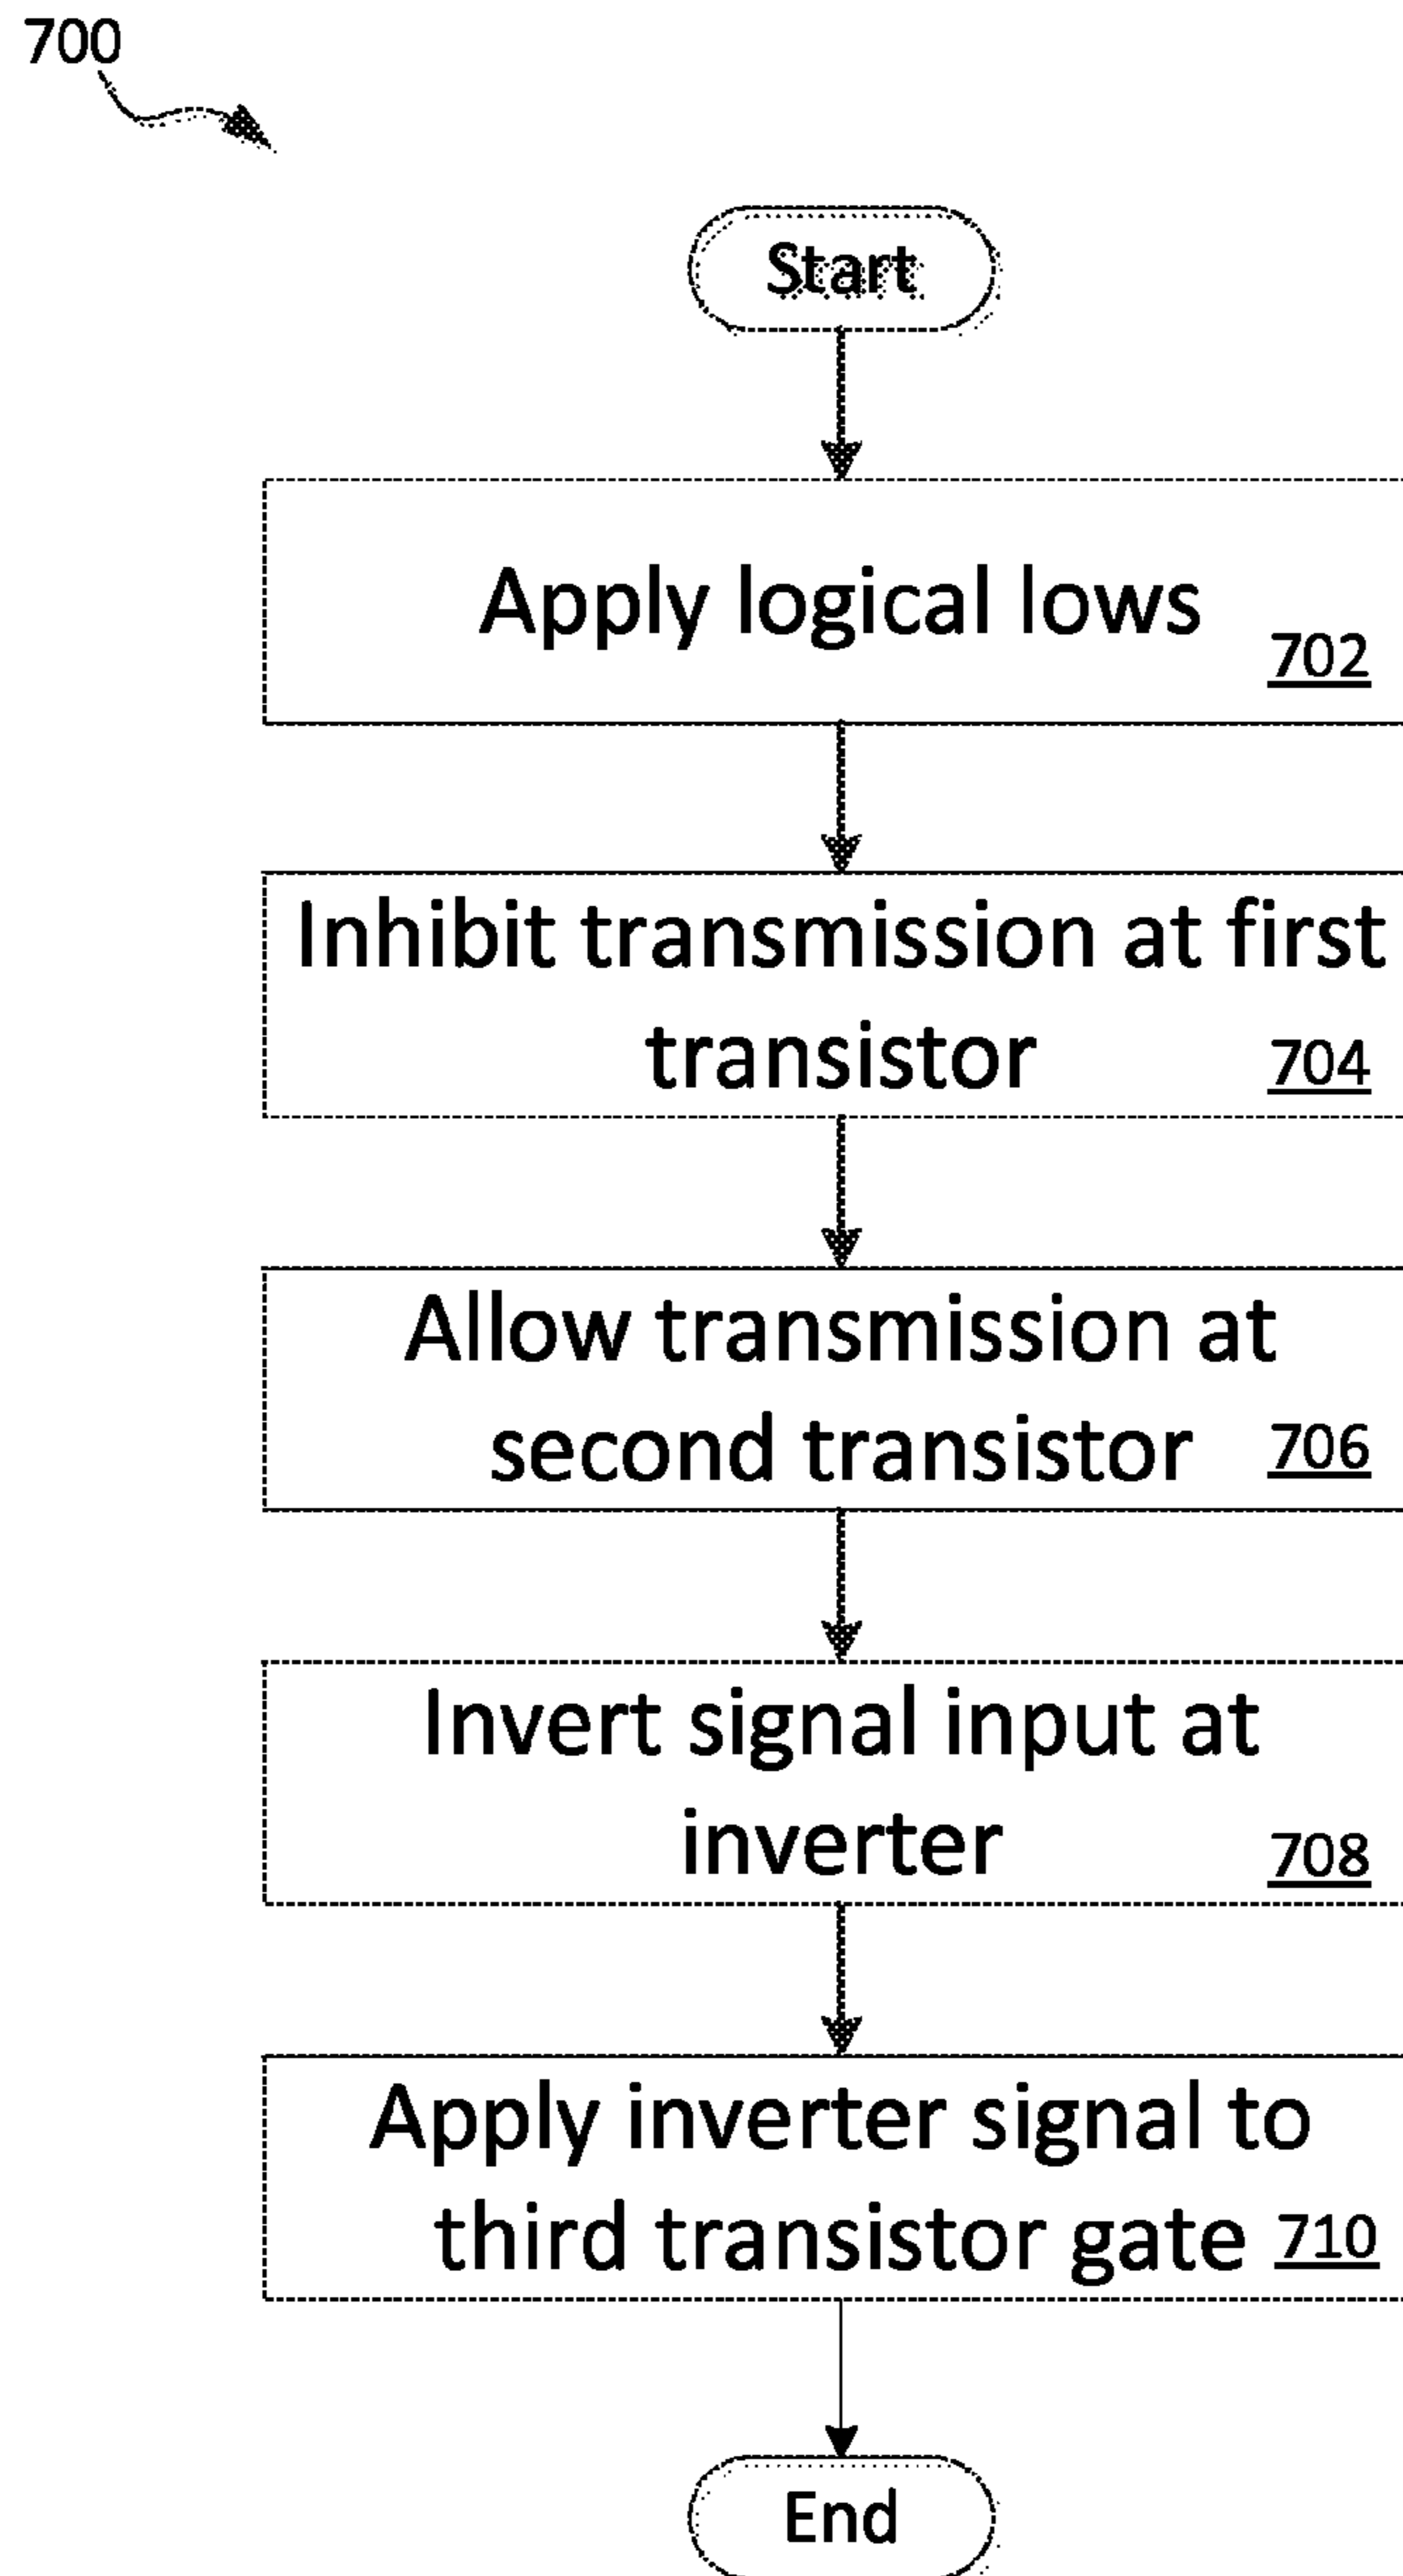 700
Start
Apply logical lows
702
Inhibit transmission at first
transistor 704
Allow transmission at
second transistor 706
Invert signal input at
inverter 708
Apply inverter signal to
third transistor gate 710
End